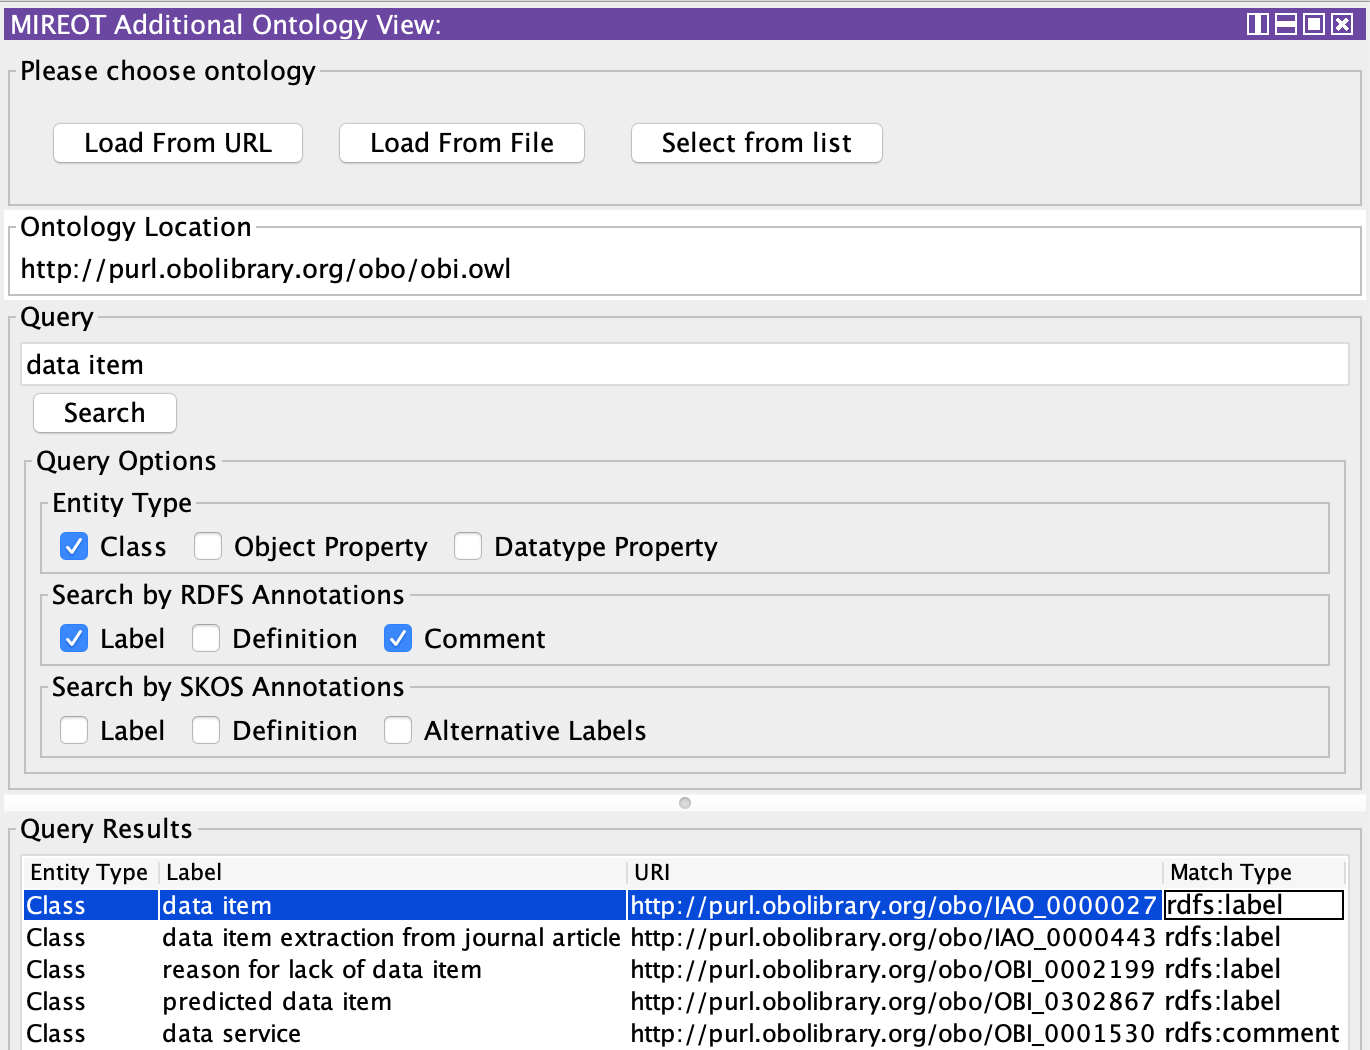 MIREOT Additional Ontology View:
Please choose ontology
Load From URL Load From File Select from list
Ontology Location
http://purl.obolibrary.org/obo/obi.owl
Query
data item
Search
Query Options
Entity Type
Class Object Property Datatype Property
Search by RDFS Annotations
Label Definition Comment
Search by SKOS Annotations
Label Definition Alternative Labels
Query Results
Entity Type Label URI Match Type
Class data item http://purl.obolibrary.org/obo/IAO_0000027 rdfs:label
Class data item extraction from journal article http://purl.obolibrary.org/obo/IAO_0000443 rdfs:label
Class reason for lack of data item http://purl.obolibrary.org/obo/OBI_0002199 rdfs:label
Class predicted data item http://purl.obolibrary.org/obo/OBI_0302867 rdfs:label
Class data service http://purl.obolibrary.org/obo/OBI_0001530 rdfs:comment